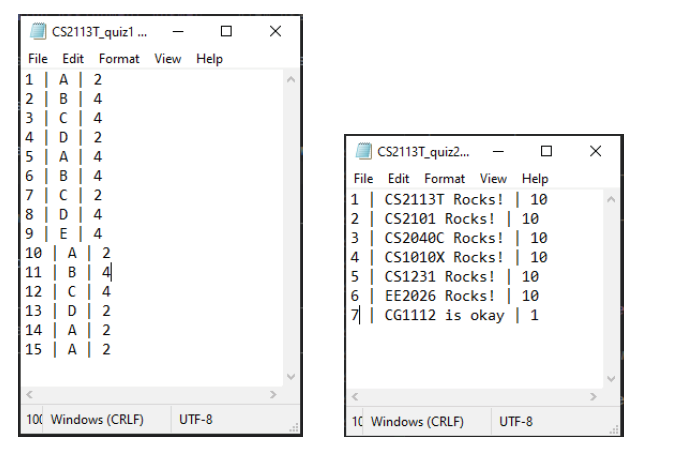 CS2113T_quiz1 ...
File Edit Format View Help
1 | A | 2
2 | B | 4
3 | C | 4
4 | D | 2
5 | A | 4
6 | B | 4
7 | C | 2
8 | D | 4
9 | E | 4
10 | A | 2
11 | B | 4
12 | C | 4
13 | D | 2
14 | A | 2
15 | A | 2
100 Windows (CRLF) UTF-8
CS2113T_quiz2...
File Edit Format View Help
1 | CS2113T Rocks! | 10
2 | CS2101 Rocks! | 10
3 | CS2040C Rocks! | 10
4 | CS1010X Rocks! | 10
5 | CS1231 Rocks! | 10
6 | EE2026 Rocks! | 10
7 | CG1112 is okay | 1
10 Windows (CRLF) UTF-8